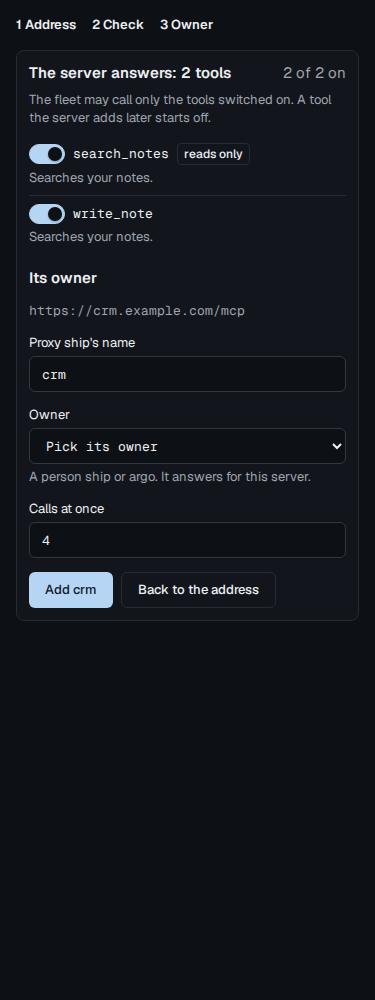 1 Address 2 Check 3 Owner
The server answers: 2 tools 2 of 2 on
The fleet may call only the tools switched on. A tool
the server adds later starts off.
search_notes reads only
Searches your notes.
write_note
Searches your notes.
Its owner
https://crm.example.com/mcp
Proxy ship's name
crm
Owner
Pick its owner
A person ship or argo. It answers for this server.
Calls at once
4
Add crm Back to the address